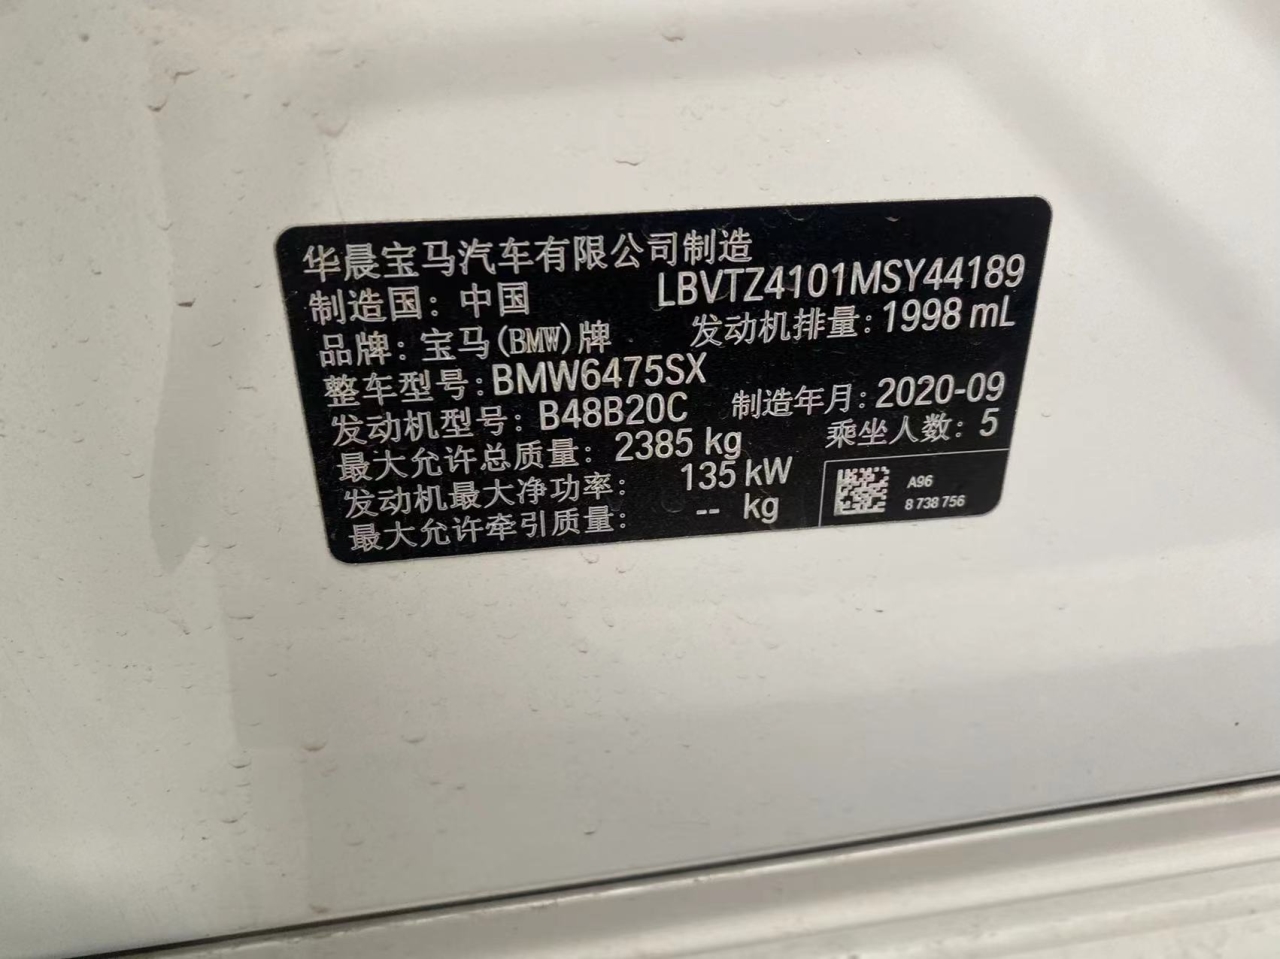 华晨宝马汽车有限公司制造
制造国：中国 LBVTZ4101MSY44189
品牌：宝马(BMW)牌 发动机排量：1998 mL
整车型号：BMW6475SX
发动机型号：B48B20C 制造年月：2020-09
最大允许总质量：2385 kg 乘坐人数：5
发动机最大净功率：135 kW
最大允许牵引质量：-- kg
A96
8 738 756